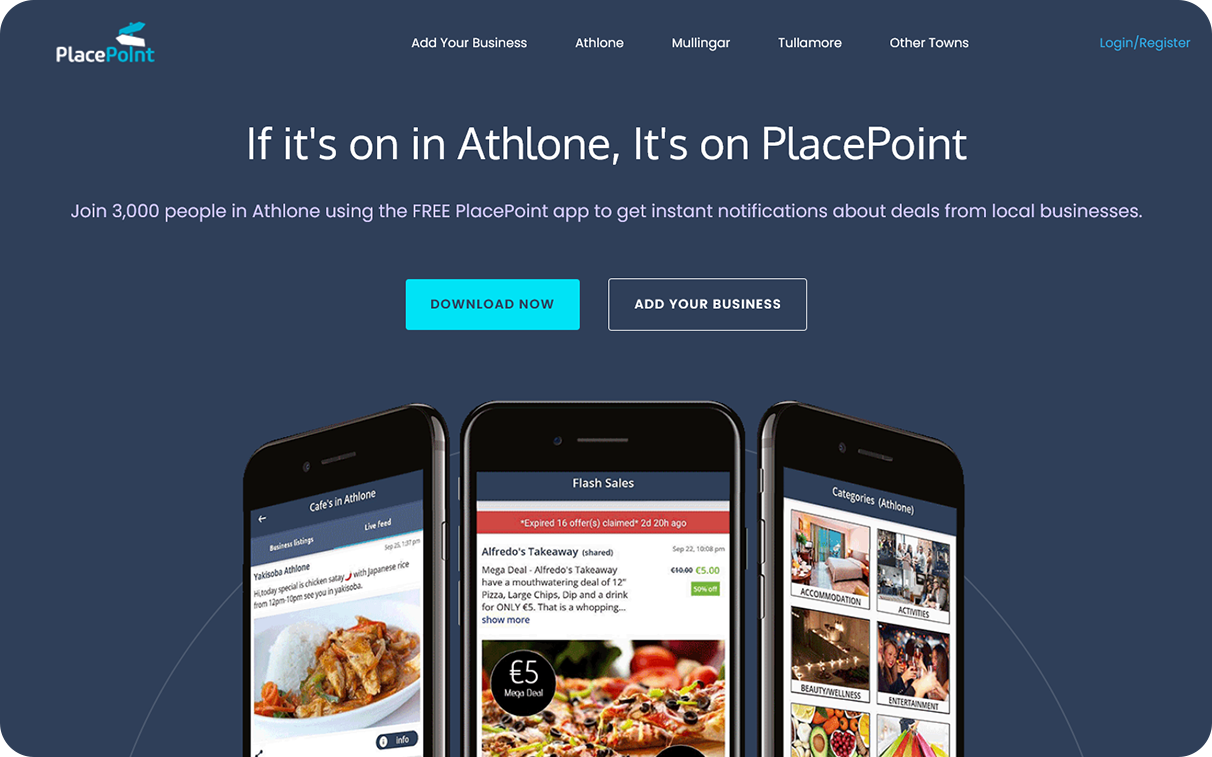 PlacePoint
Add Your Business
Athlone
Mullingar
Tullamore
Other Towns
Login/Register
If it's on in Athlone, It's on PlacePoint
Join 3,000 people in Athlone using the FREE PlacePoint app to get instant notifications about deals from local businesses.
DOWNLOAD NOW
ADD YOUR BUSINESS
Cafe's in Athlone
Business listings
Live feed
Sep 25, 1:37 pm
Yakisoba Athlone
Hi,today special is chicken satay 🌶 with Japanese rice
from 12pm-10pm see you in yakisoba.
info
Flash Sales
*Expired 16 offer(s) claimed* 2d 20h ago
Alfredo's Takeaway (shared)
Sep 22, 10:08 pm
Mega Deal - Alfredo's Takeaway
have a mouthwatering deal of 12"
Pizza, Large Chips, Dip and a drink
for ONLY €5. That is a whopping...
show more
€10.00 €5.00
50% off
€5
Mega Deal
Categories (Athlone)
ACCOMMODATION
ACTIVITIES
BEAUTY/WELLNESS
ENTERTAINMENT